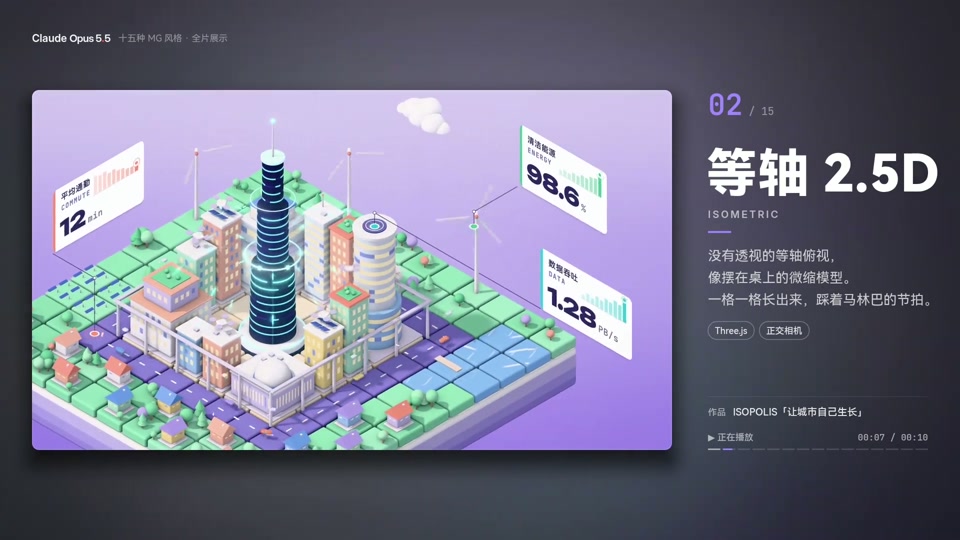 Claude Opus 5.5 十五种 MG 风格 · 全片展示
平均通勤
COMMUTE
12 min
清洁能源
ENERGY
98.6 %
数据吞吐
DATA
1.28 PB/s
02 / 15
等轴 2.5D
ISOMETRIC
没有透视的等轴俯视，
像摆在桌上的微缩模型。
一格一格长出来，踩着马林巴的节拍。
Three.js 正交相机
作品 ISOPOLIS「让城市自己生长」
▶ 正在播放 00:07 / 00:10